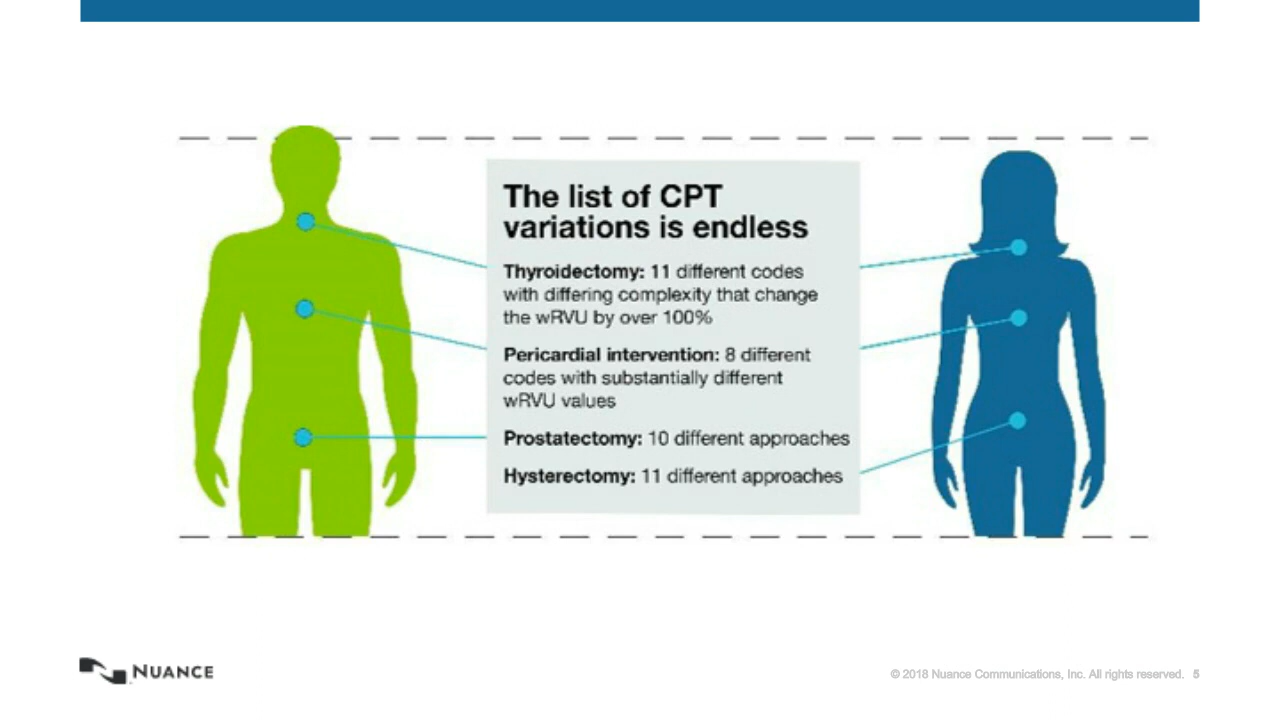 The list of CPT
variations is endless
Thyroidectomy: 11 different codes
with differing complexity that change
the wRVU by over 100%
Pericardial intervention: 8 different
codes with substantially different
wRVU values
Prostatectomy: 10 different approaches
Hysterectomy: 11 different approaches
NUANCE
© 2018 Nuance Communications, Inc. All rights reserved. 5